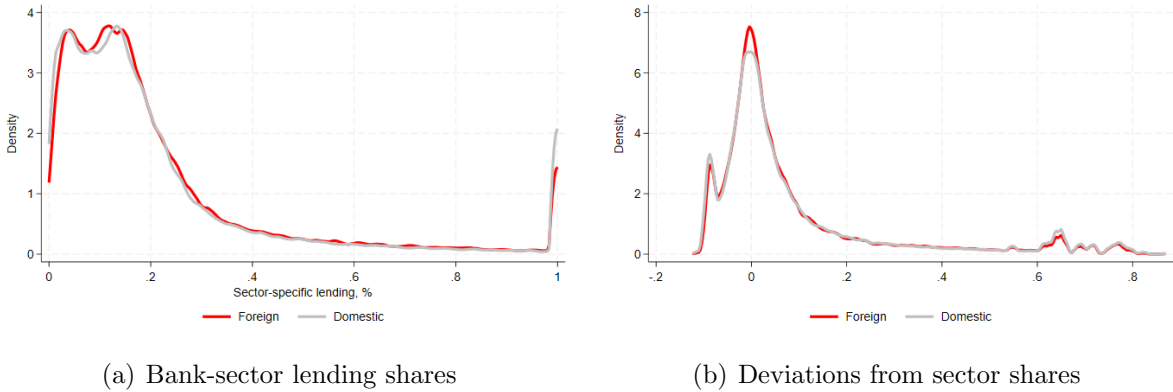 4
3
2
1
0
Density
0 .2 .4 .6 .8 1
Sector-specific lending, %
Foreign Domestic
(a) Bank-sector lending shares
8
6
4
2
0
Density
-.2 0 .2 .4 .6 .8
Foreign Domestic
(b) Deviations from sector shares